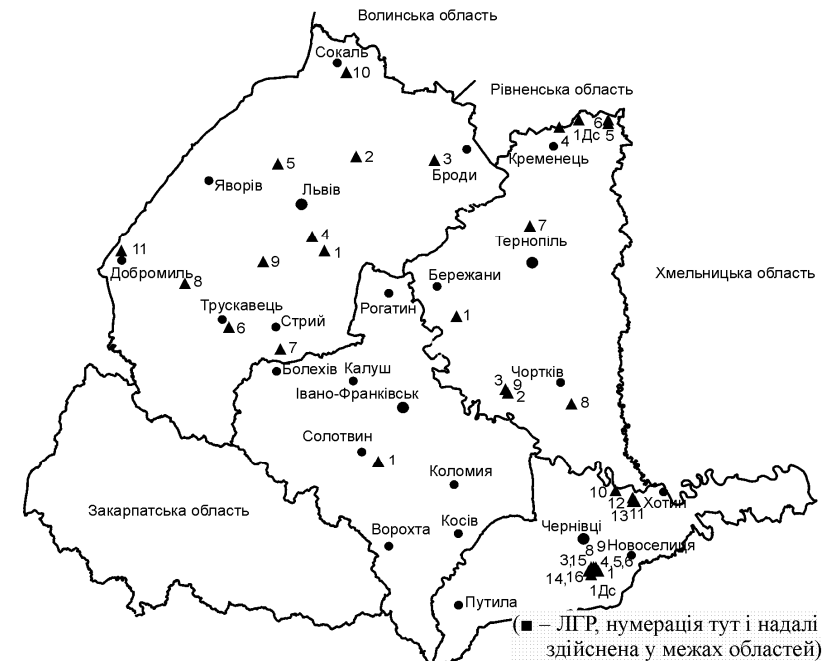 Волинська область
Сокаль
10
Рівненська область
6
1Дс
4
5
Кременець
5
2
3
Броди
Яворів
Львів
7
Тернопіль
4
1
11
Добромиль
9
8
Бережани
Хмельницька область
Рогатин
Трускавець
6
Стрий
1
7
Болехів
Калуш
Івано-Франківськ
3
9
2
Чортків
8
Солотвин
1
Коломия
10
12
Хотин
13
11
Закарпатська область
Ворохта
Косів
Чернівці
8
9
Новоселиця
3,15
4,5,6
14,16
1
1Дс
Путила
(■ – ЛГР, нумерація тут і надалі
здійснена у межах областей)